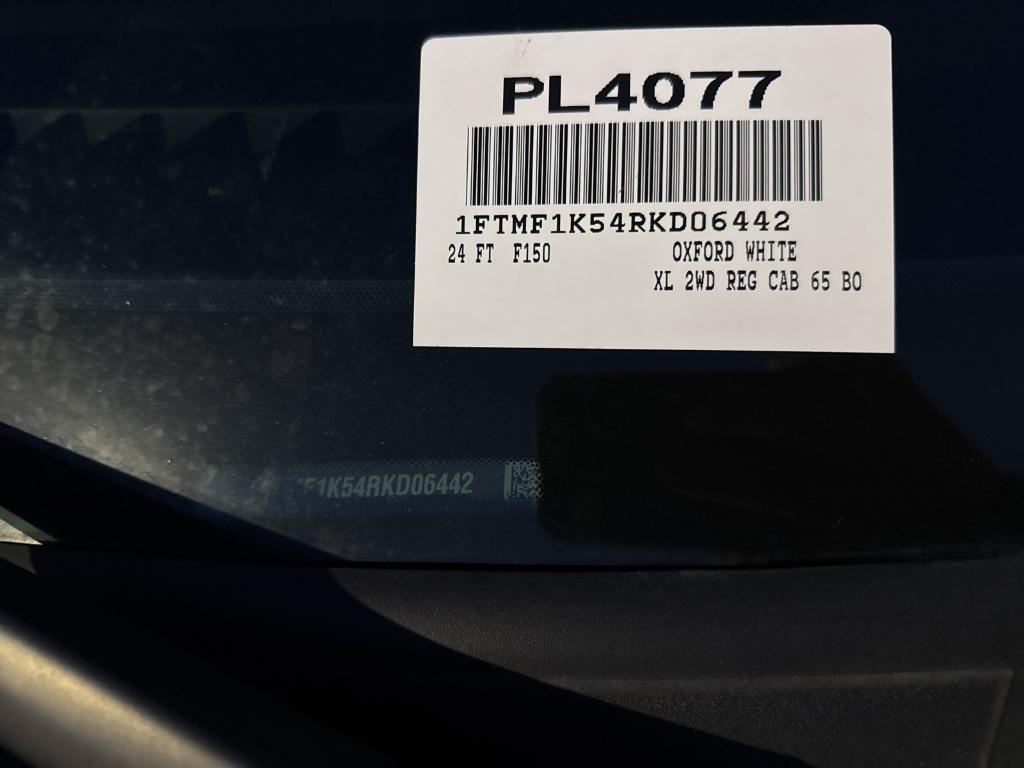 PL4077
1FTMF1K54RKD06442
24 FT F150 OXFORD WHITE
XL 2WD REG CAB 65 BO
F1K54RKD06442